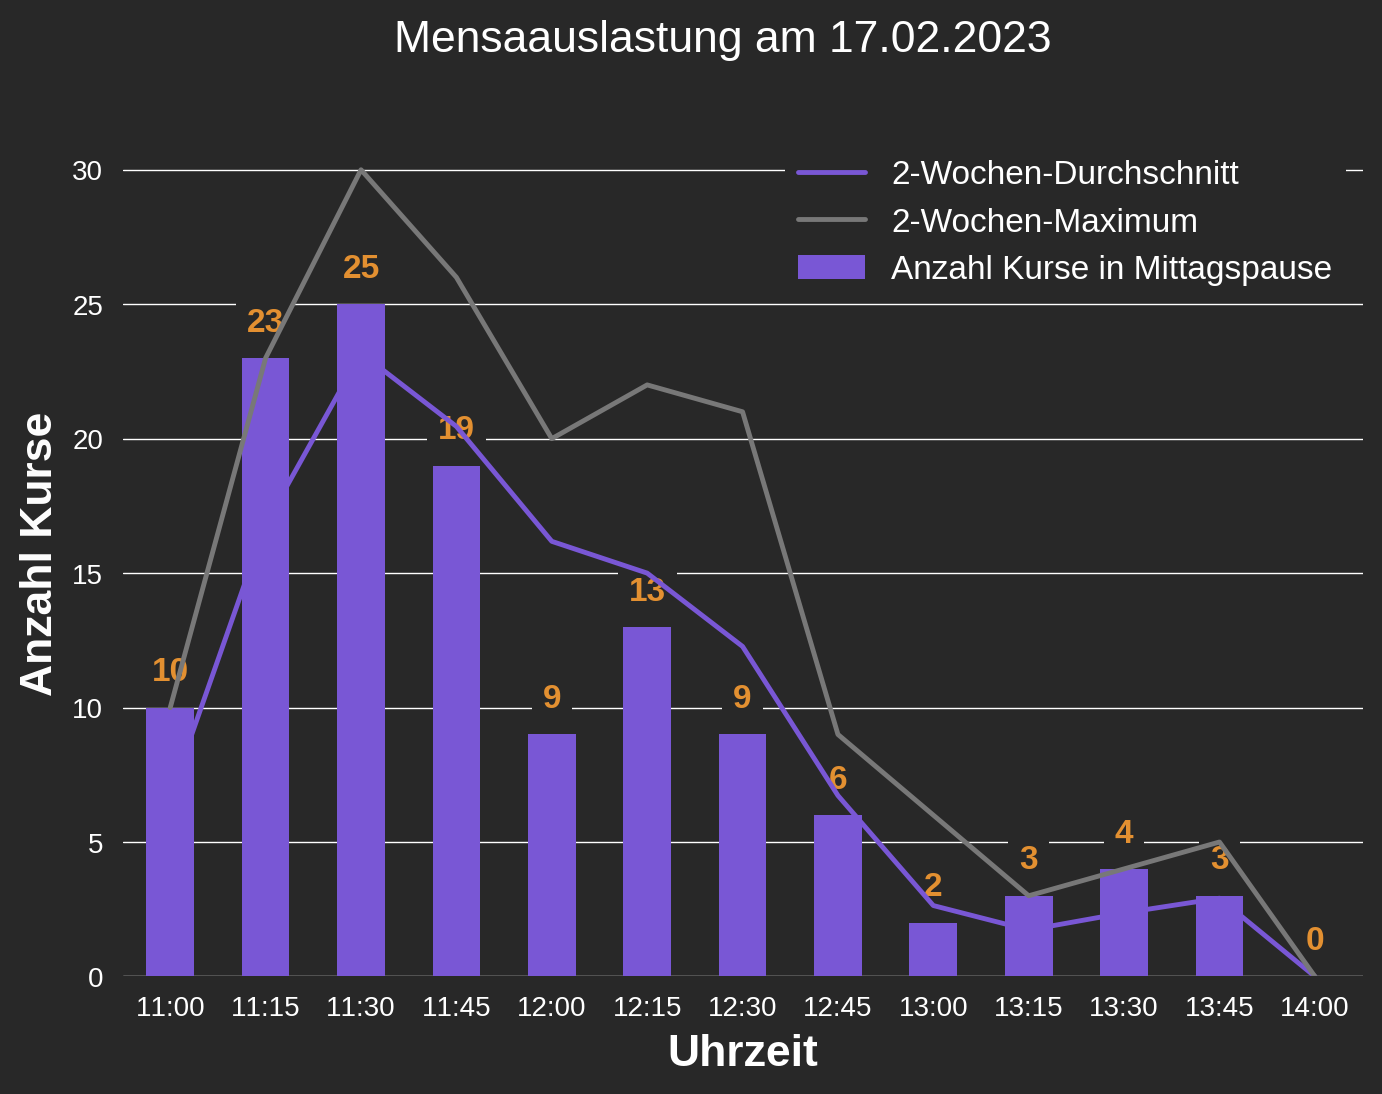 Mensaauslastung am 17.02.2023
2-Wochen-Durchschnitt
2-Wochen-Maximum
Anzahl Kurse in Mittagspause
Anzahl Kurse
30
25
20
15
10
5
0
10
23
25
19
9
13
9
6
2
3
4
3
0
11:00 11:15 11:30 11:45 12:00 12:15 12:30 12:45 13:00 13:15 13:30 13:45 14:00
Uhrzeit